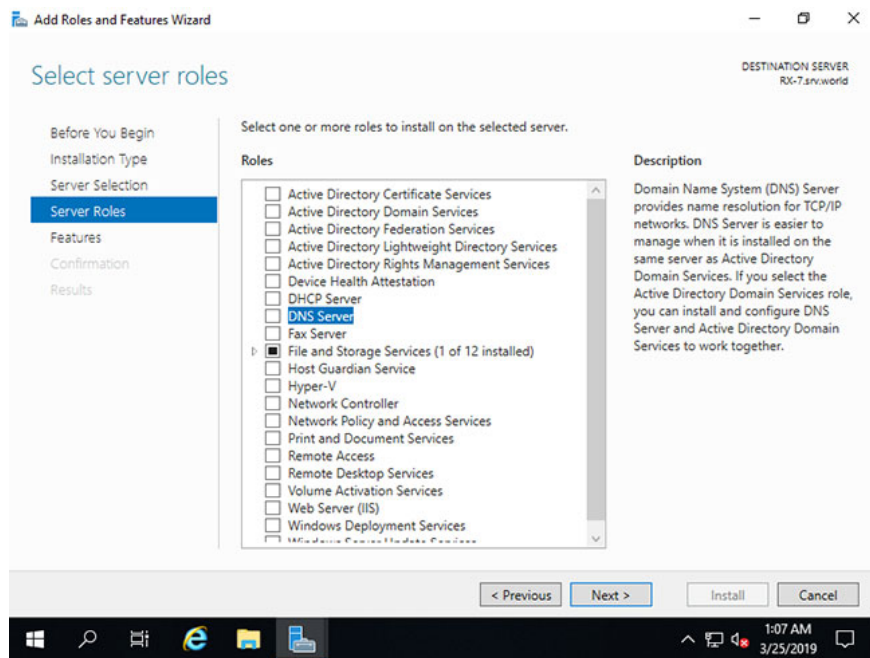 Add Roles and Features Wizard
Select server roles
DESTINATION SERVER
RX-7.srv.world
Before You Begin
Installation Type
Server Selection
Server Roles
Features
Confirmation
Results
Select one or more roles to install on the selected server.
Roles
Active Directory Certificate Services
Active Directory Domain Services
Active Directory Federation Services
Active Directory Lightweight Directory Services
Active Directory Rights Management Services
Device Health Attestation
DHCP Server
DNS Server
Fax Server
File and Storage Services (1 of 12 installed)
Host Guardian Service
Hyper-V
Network Controller
Network Policy and Access Services
Print and Document Services
Remote Access
Remote Desktop Services
Volume Activation Services
Web Server (IIS)
Windows Deployment Services
Windows Server Update Services
Description
Domain Name System (DNS) Server
provides name resolution for TCP/IP
networks. DNS Server is easier to
manage when it is installed on the
same server as Active Directory
Domain Services. If you select the
Active Directory Domain Services role,
you can install and configure DNS
Server and Active Directory Domain
Services to work together.
< Previous
Next >
Install
Cancel
1:07 AM
3/25/2019